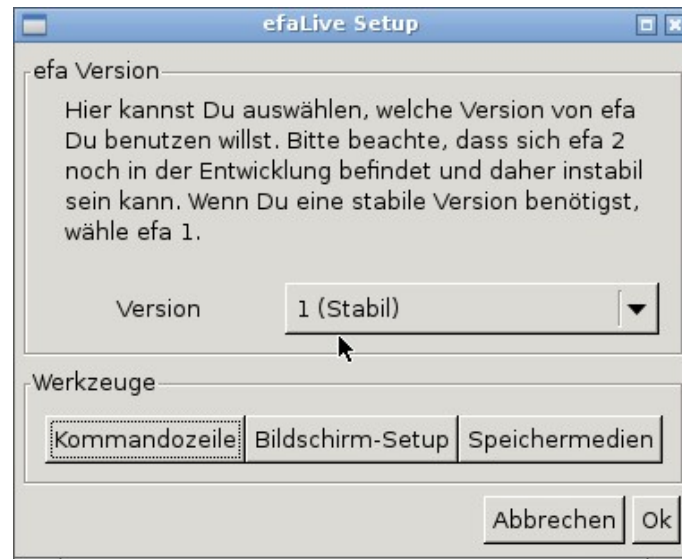 efaLive Setup
efa Version
Hier kannst Du auswählen, welche Version von efa
Du benutzen willst. Bitte beachte, dass sich efa 2
noch in der Entwicklung befindet und daher instabil
sein kann. Wenn Du eine stabile Version benötigst,
wähle efa 1.
Version 1 (Stabil)
Werkzeuge
Kommandozeile Bildschirm-Setup Speichermedien
Abbrechen Ok